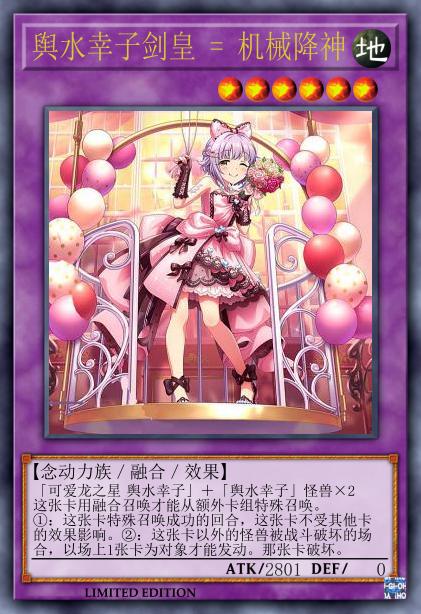 輿水幸子剑皇 = 机械降神 地
【念动力族 / 融合 / 效果】
「可爱龙之星 輿水幸子」＋「舆水幸子」怪兽×2
这张卡用融合召唤才能从额外卡组特殊召唤。
①：这张卡特殊召唤成功的回合，这张卡不受其他卡
的效果影响。②：这张卡以外的怪兽被战斗破坏的场
合，以场上1张卡为对象才能发动。那张卡破坏。
ATK/2801 DEF/ 0
LIMITED EDITION